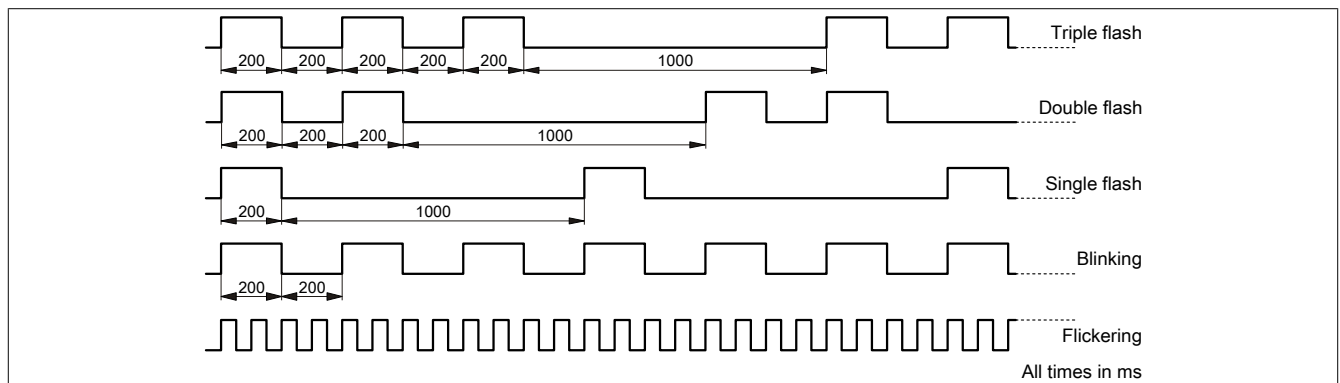 Triple flash
200 200 200 200 200 1000
Double flash
200 200 200 1000
Single flash
200 1000
Blinking
200 200
Flickering
All times in ms